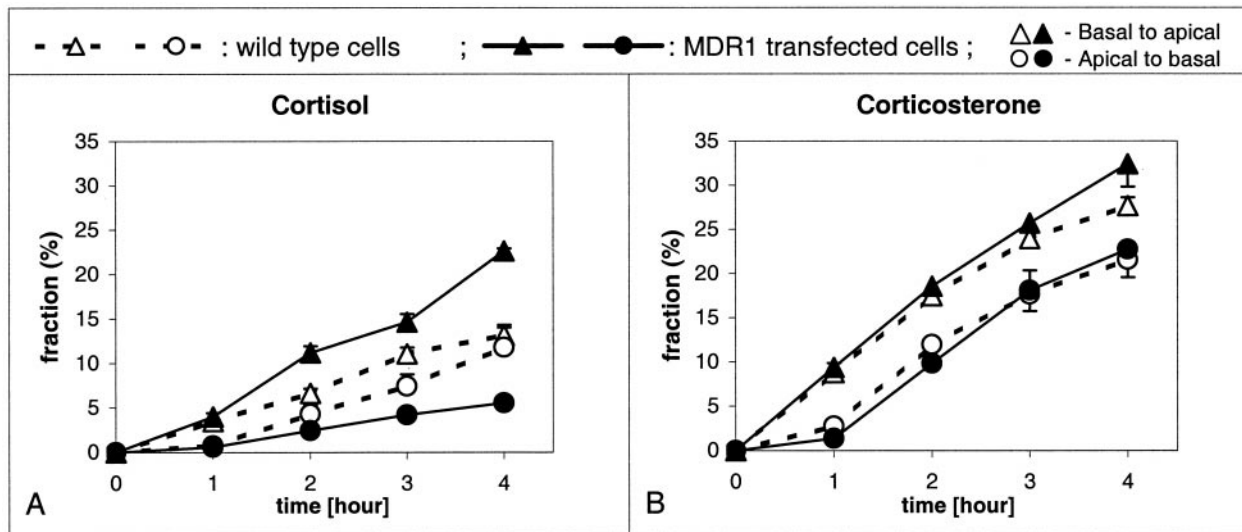 : wild type cells ; : MDR1 transfected cells ; - Basal to apical
- Apical to basal
Cortisol
35
30
25
20
15
10
5
0
fraction (%)
0 1 2 3 4
time [hour]
A
Corticosterone
35
30
25
20
15
10
5
0
fraction (%)
0 1 2 3 4
time [hour]
B